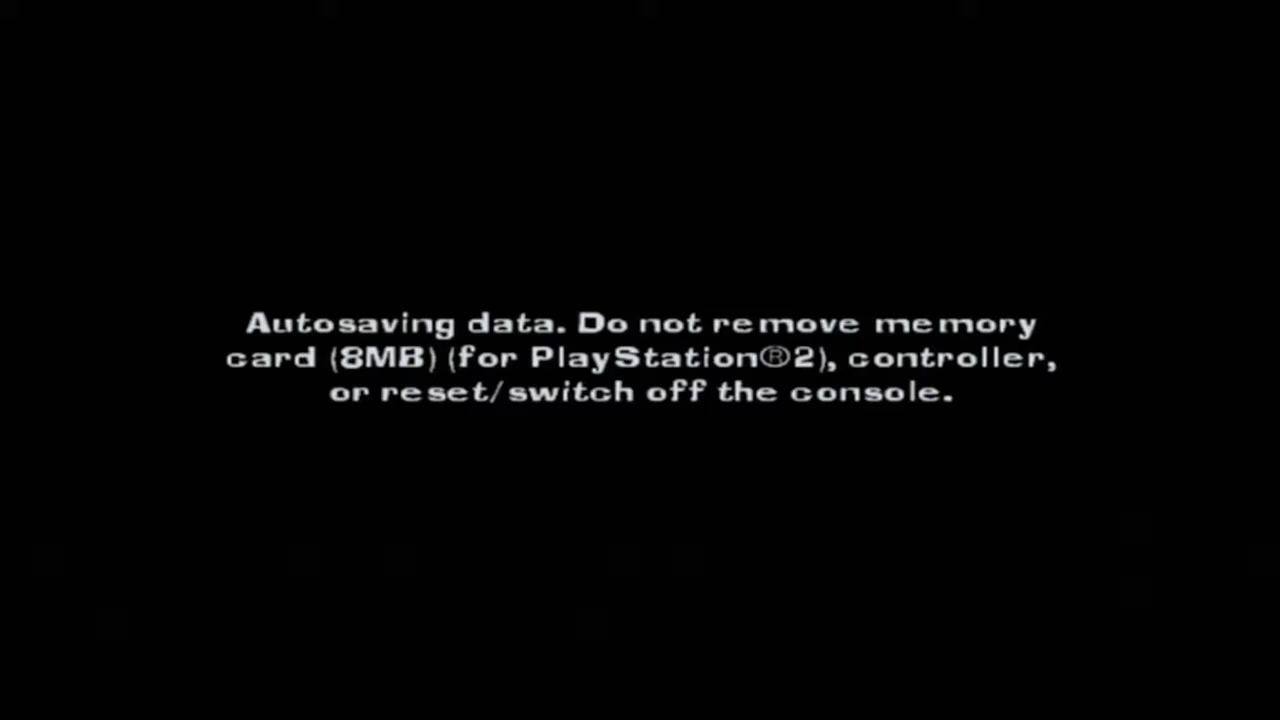 Autosaving data. Do not remove memory
card (8MB) (for PlayStation®2), controller,
or reset/switch off the console.